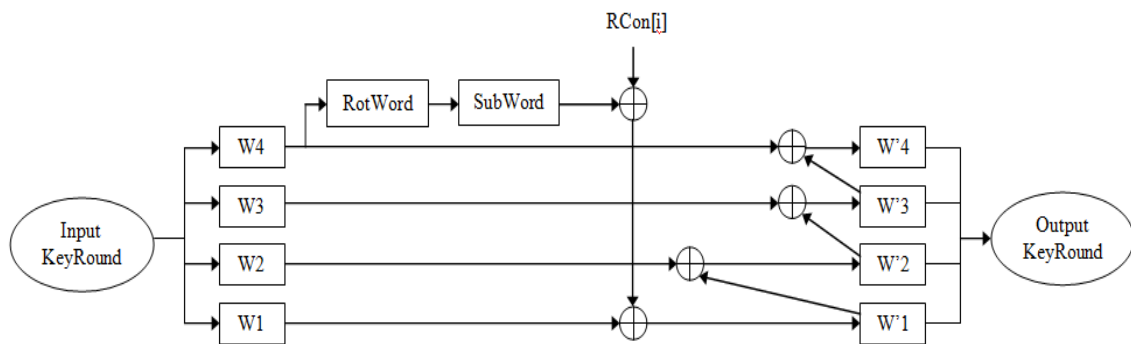 RCon[i]
RotWord
SubWord
W4
W'4
W3
W'3
Input
KeyRound
Output
KeyRound
W2
W'2
W1
W'1